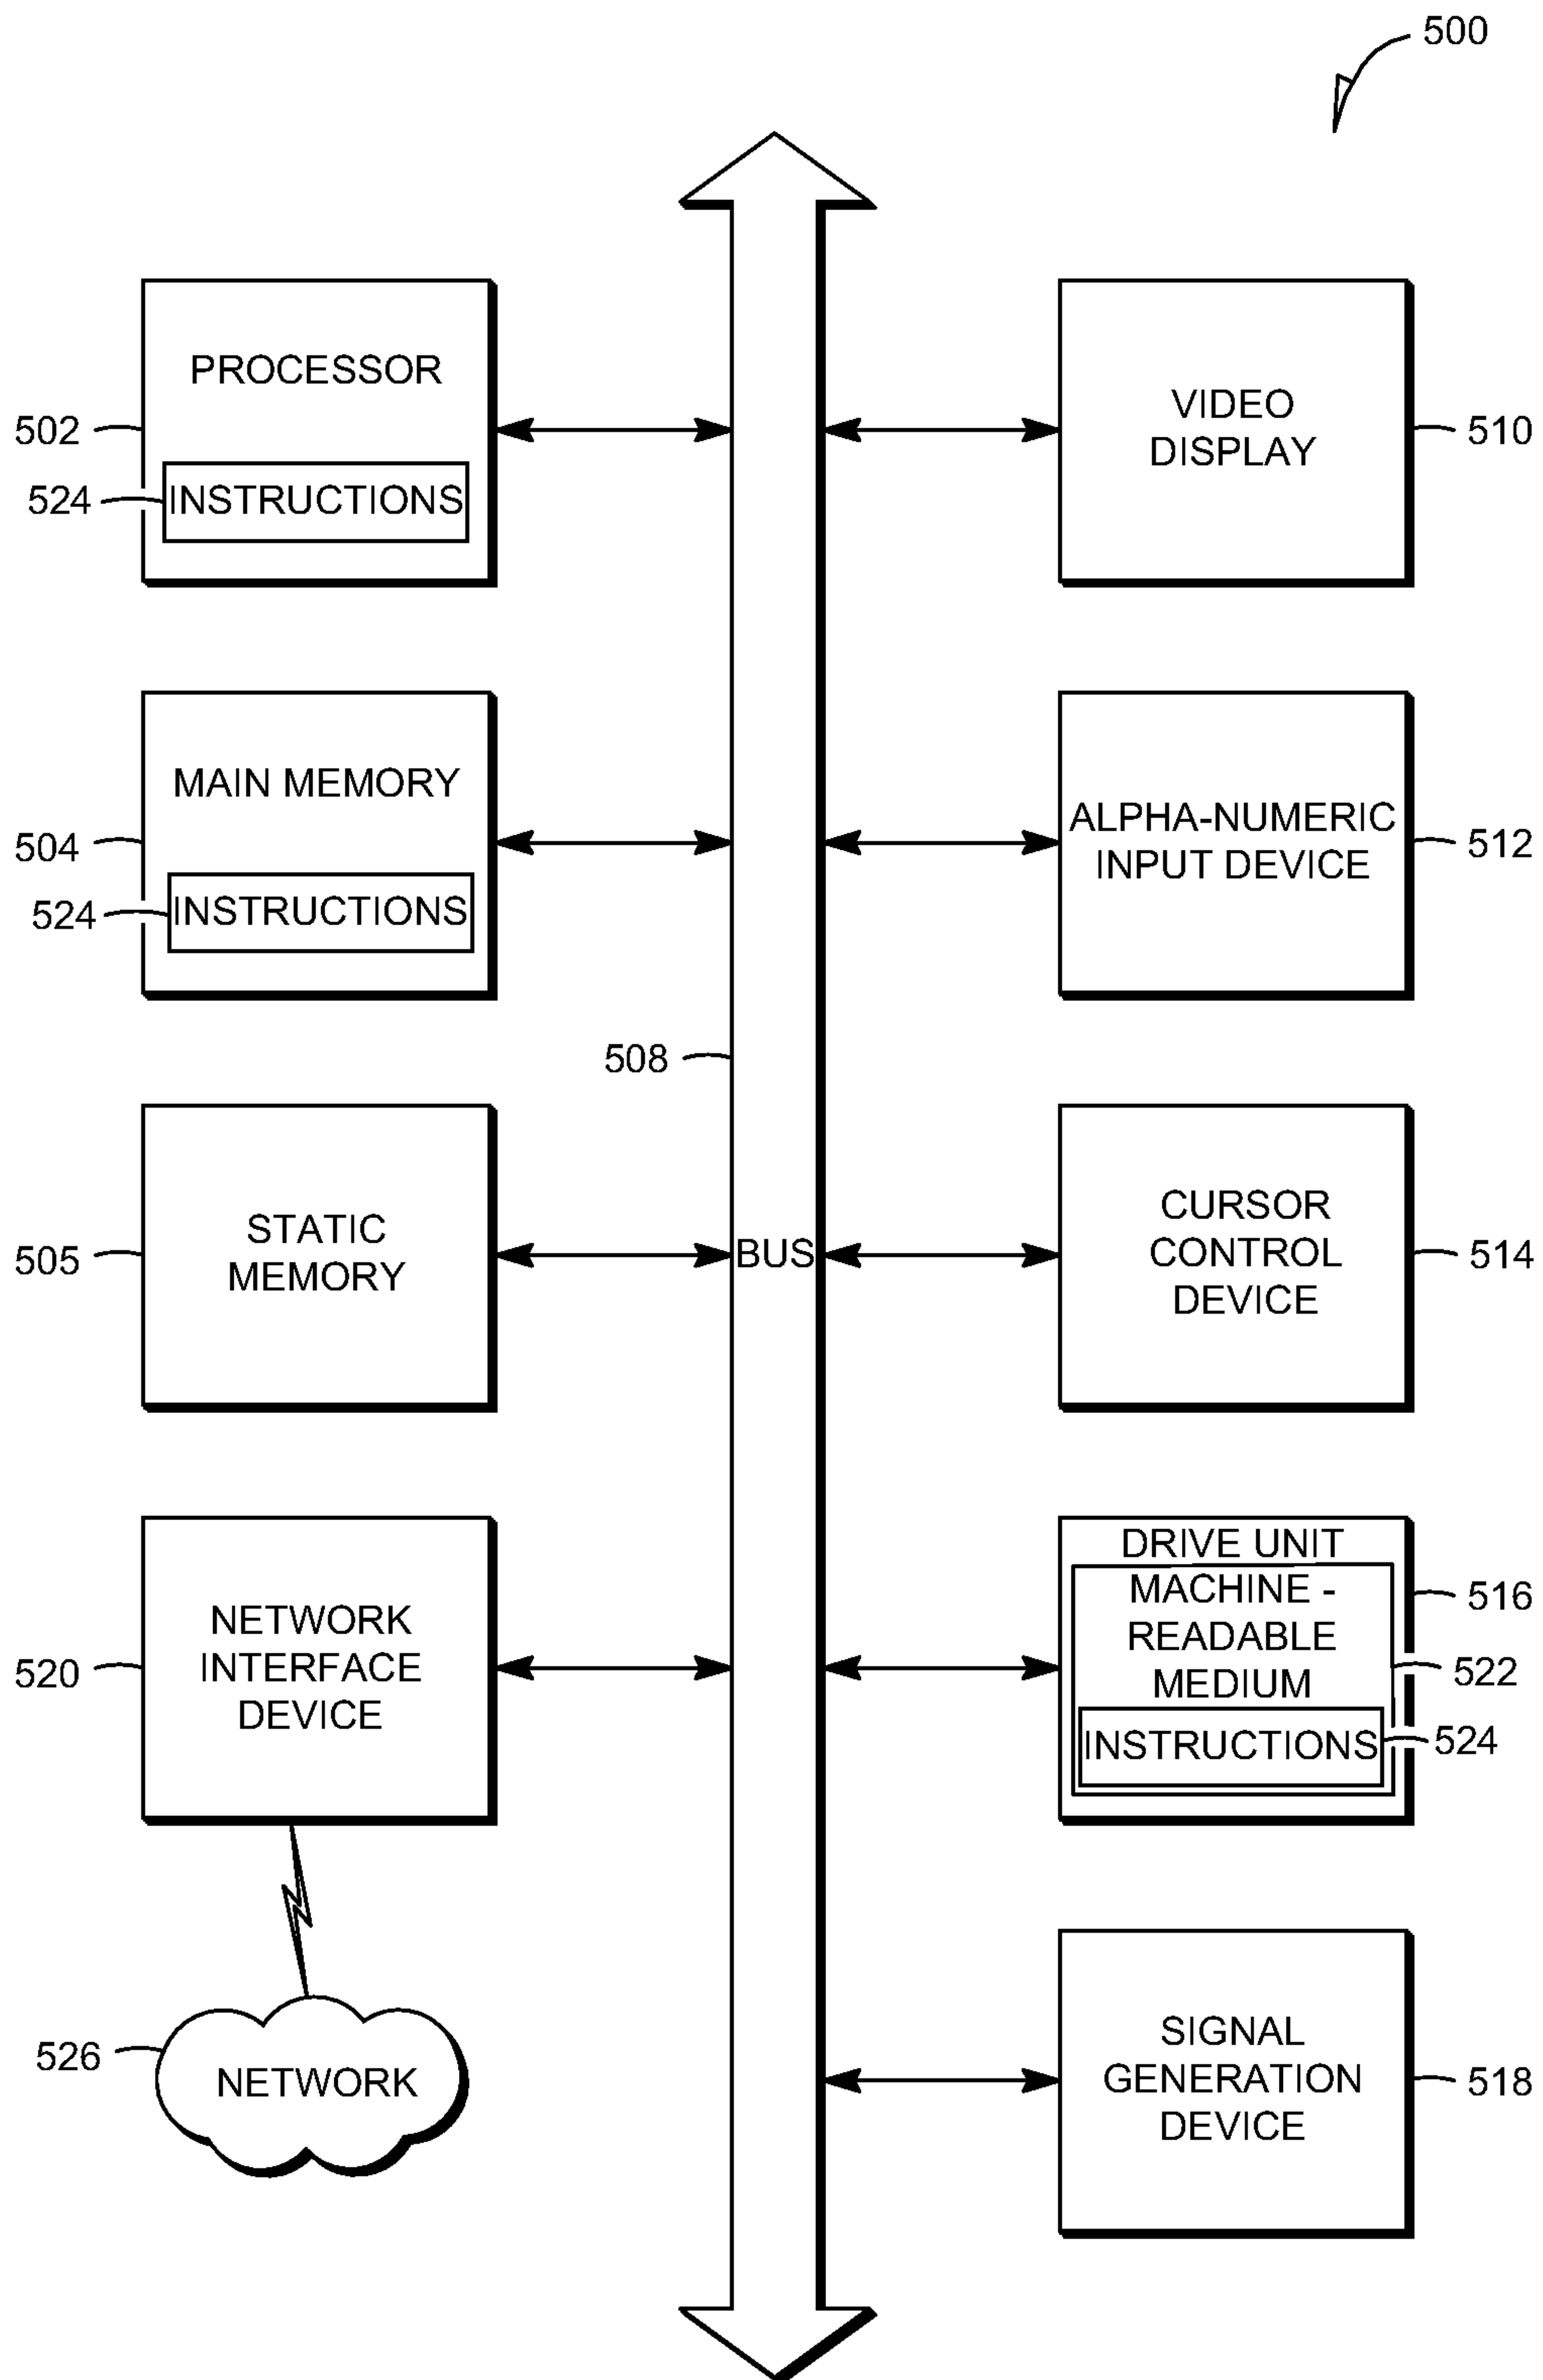 500
PROCESSOR
502
524
INSTRUCTIONS
MAIN MEMORY
504
524
INSTRUCTIONS
508
STATIC
MEMORY
505
BUS
NETWORK
INTERFACE
DEVICE
520
526
NETWORK
VIDEO
DISPLAY
510
ALPHA-NUMERIC
INPUT DEVICE
512
CURSOR
CONTROL
DEVICE
514
DRIVE UNIT
MACHINE -
READABLE
MEDIUM
516
522
INSTRUCTIONS
524
SIGNAL
GENERATION
DEVICE
518